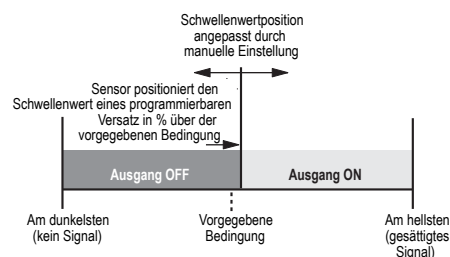 Schwellenwertposition
angepasst durch
manuelle Einstellung
Sensor positioniert den
Schwellenwert eines programmierbaren
Versatz in % über der
vorgegebenen Bedingung
Ausgang OFF
Ausgang ON
Am dunkelsten
(kein Signal)
Vorgegebene
Bedingung
Am hellsten
(gesättigtes
Signal)